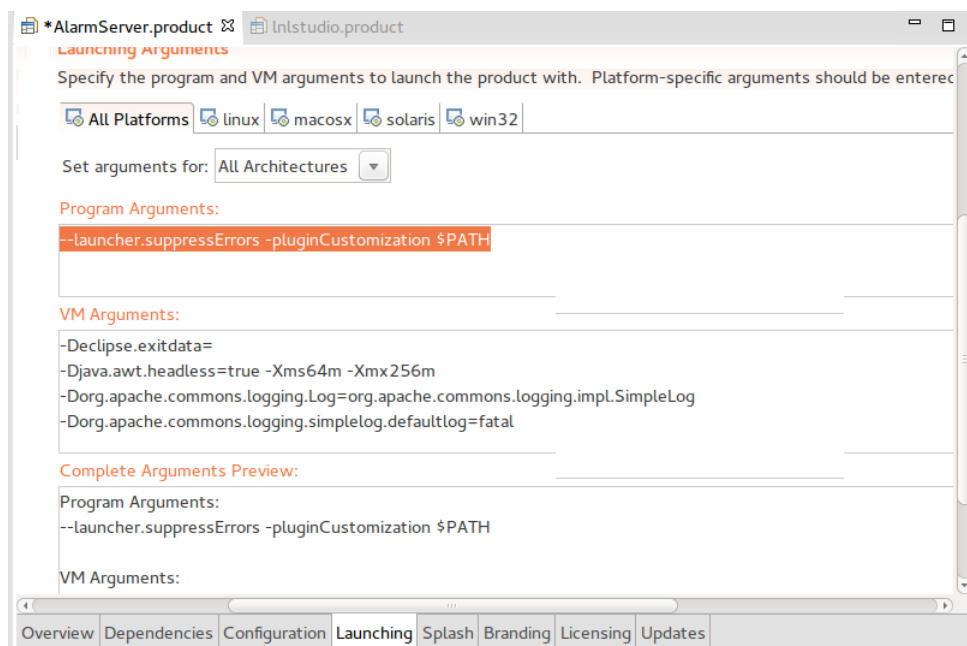 *AlarmServer.product lnlstudio.product
Launching Arguments
Specify the program and VM arguments to launch the product with. Platform-specific arguments should be entered
All Platforms linux macosx solaris win32
Set arguments for: All Architectures
Program Arguments:
--launcher.suppressErrors -pluginCustomization $PATH
VM Arguments:
-Declipse.exitdata=
-Djava.awt.headless=true -Xms64m -Xmx256m
-Dorg.apache.commons.logging.Log=org.apache.commons.logging.impl.SimpleLog
-Dorg.apache.commons.logging.simplelog.defaultlog=fatal
Complete Arguments Preview:
Program Arguments:
--launcher.suppressErrors -pluginCustomization $PATH
VM Arguments:
Overview Dependencies Configuration Launching Splash Branding Licensing Updates